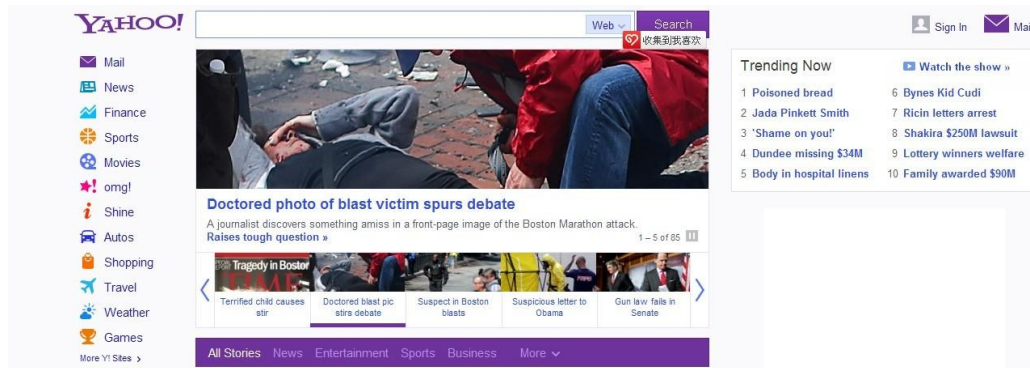 YAHOO!
Web
Search
收集到我喜欢
Sign In
Mai
Mail
News
Finance
Sports
Movies
omg!
Shine
Autos
Shopping
Travel
Weather
Games
More Y! Sites >
Doctored photo of blast victim spurs debate
A journalist discovers something amiss in a front-page image of the Boston Marathon attack.
Raises tough question »
1 – 5 of 85
Tragedy in Boston
TIME
Terrified child causes
stir
Doctored blast pic
stirs debate
Suspect in Boston
blasts
Suspicious letter to
Obama
Gun law fails in
Senate
All Stories News Entertainment Sports Business More
Trending Now
Watch the show »
1 Poisoned bread
2 Jada Pinkett Smith
3 'Shame on you!'
4 Dundee missing $34M
5 Body in hospital linens
6 Bynes Kid Cudi
7 Ricin letters arrest
8 Shakira $250M lawsuit
9 Lottery winners welfare
10 Family awarded $90M